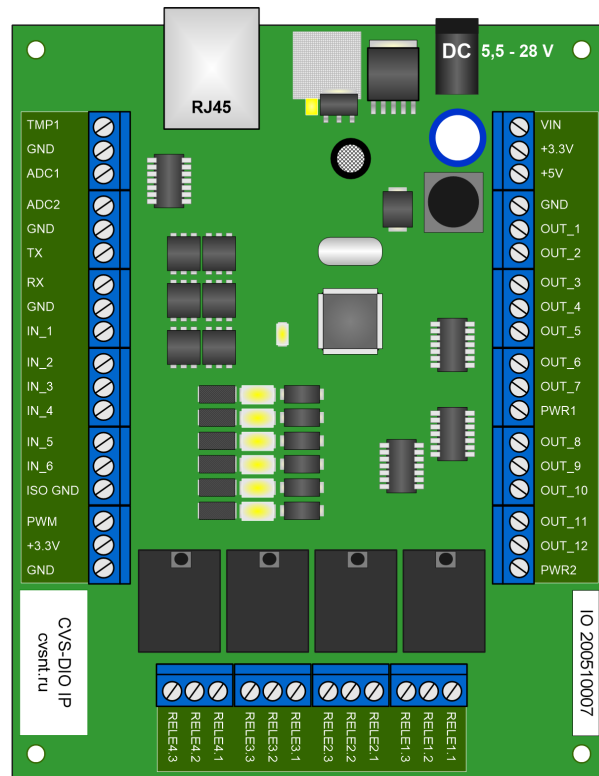 RJ45
DC 5,5 - 28 V
TMP1
GND
ADC1
ADC2
GND
TX
RX
GND
IN_1
IN_2
IN_3
IN_4
IN_5
IN_6
ISO GND
PWM
+3.3V
GND
VIN
+3.3V
+5V
GND
OUT_1
OUT_2
OUT_3
OUT_4
OUT_5
OUT_6
OUT_7
PWR1
OUT_8
OUT_9
OUT_10
OUT_11
OUT_12
PWR2
CVS-DIO IP
cvsnt.ru
IO 200510007
RELE4.3
RELE4.2
RELE4.1
RELE3.3
RELE3.2
RELE3.1
RELE2.3
RELE2.2
RELE2.1
RELE1.3
RELE1.2
RELE1.1